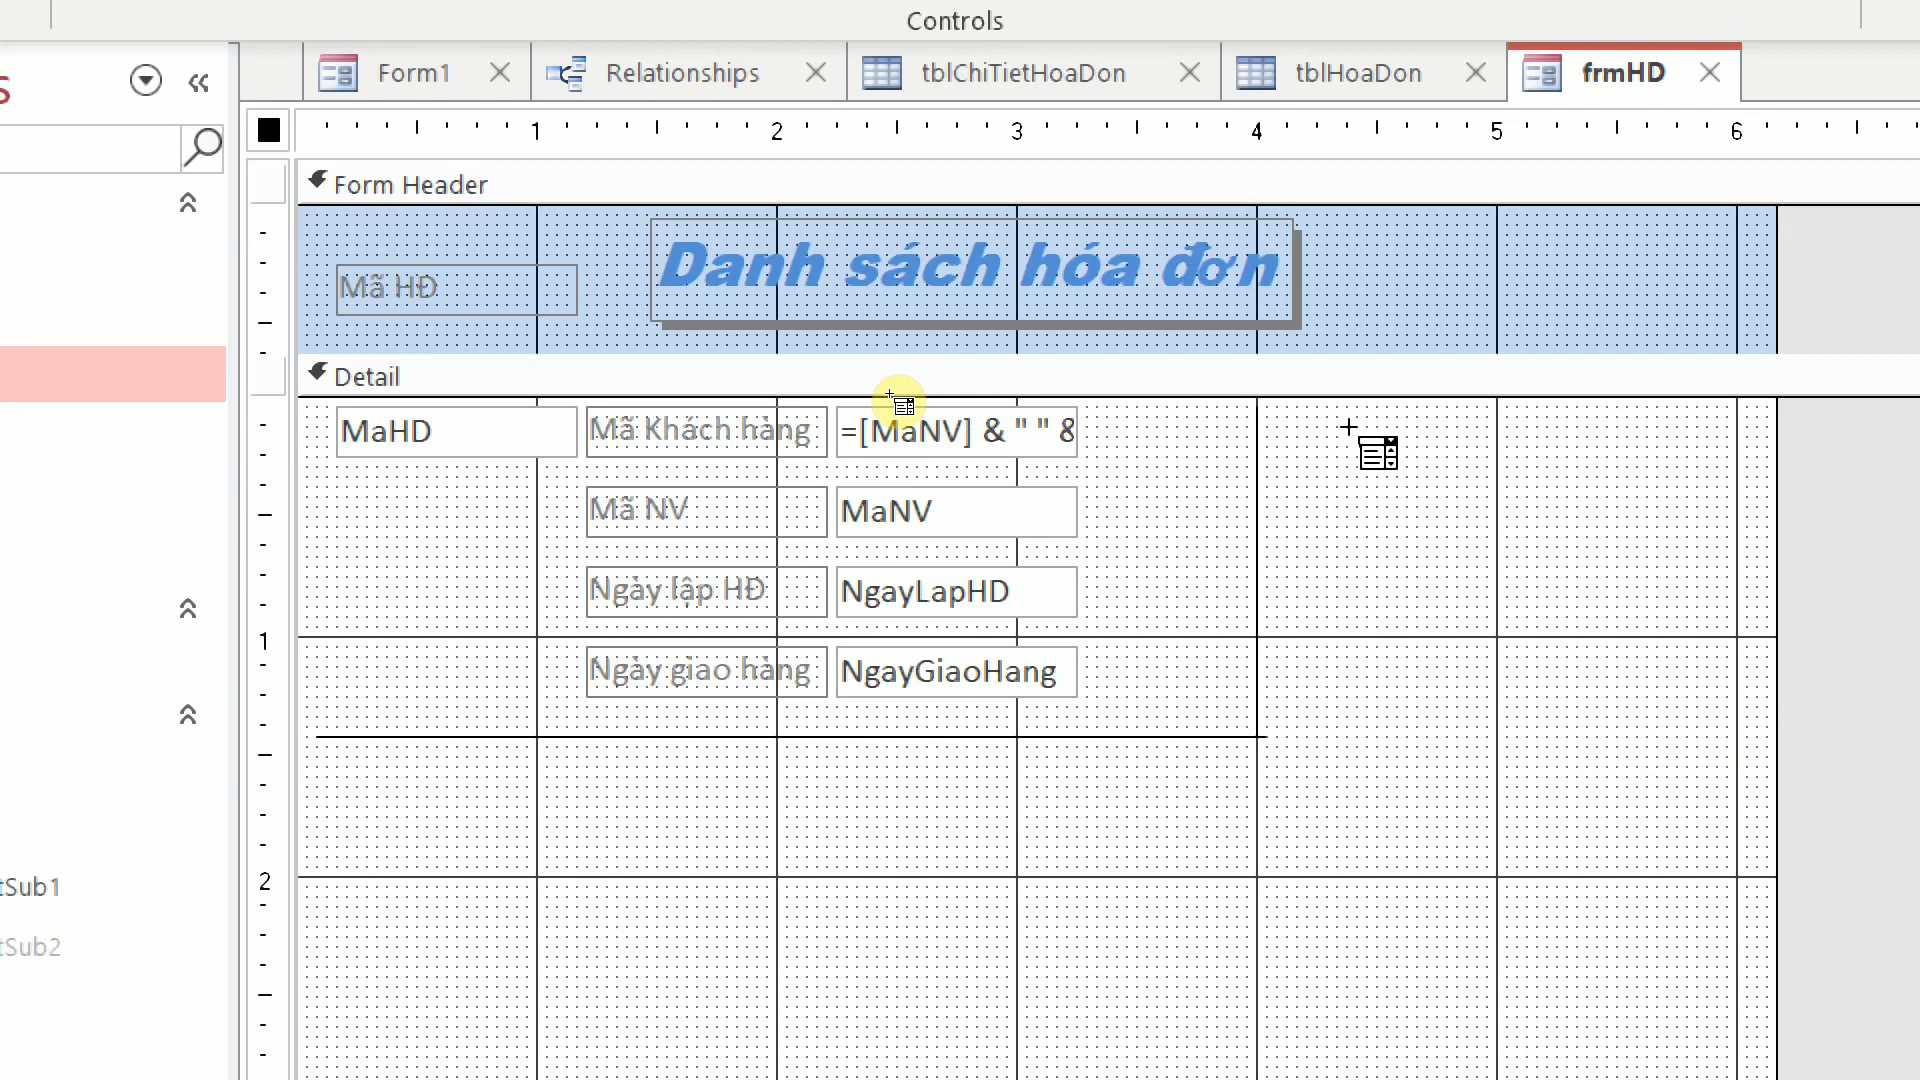 Controls
Form1
Relationships
tblChiTietHoaDon
tblHoaDon
frmHD
1 2 3 4 5 6
Form Header
Danh sách hóa đơn
Mã HĐ
Detail
MaHD
Mã Khách hàng
=[MaNV] & " " &
Mã NV
MaNV
Ngày lập HĐ
NgayLapHD
1
Ngày giao hàng
NgayGiaoHang
2
tSub1
tSub2